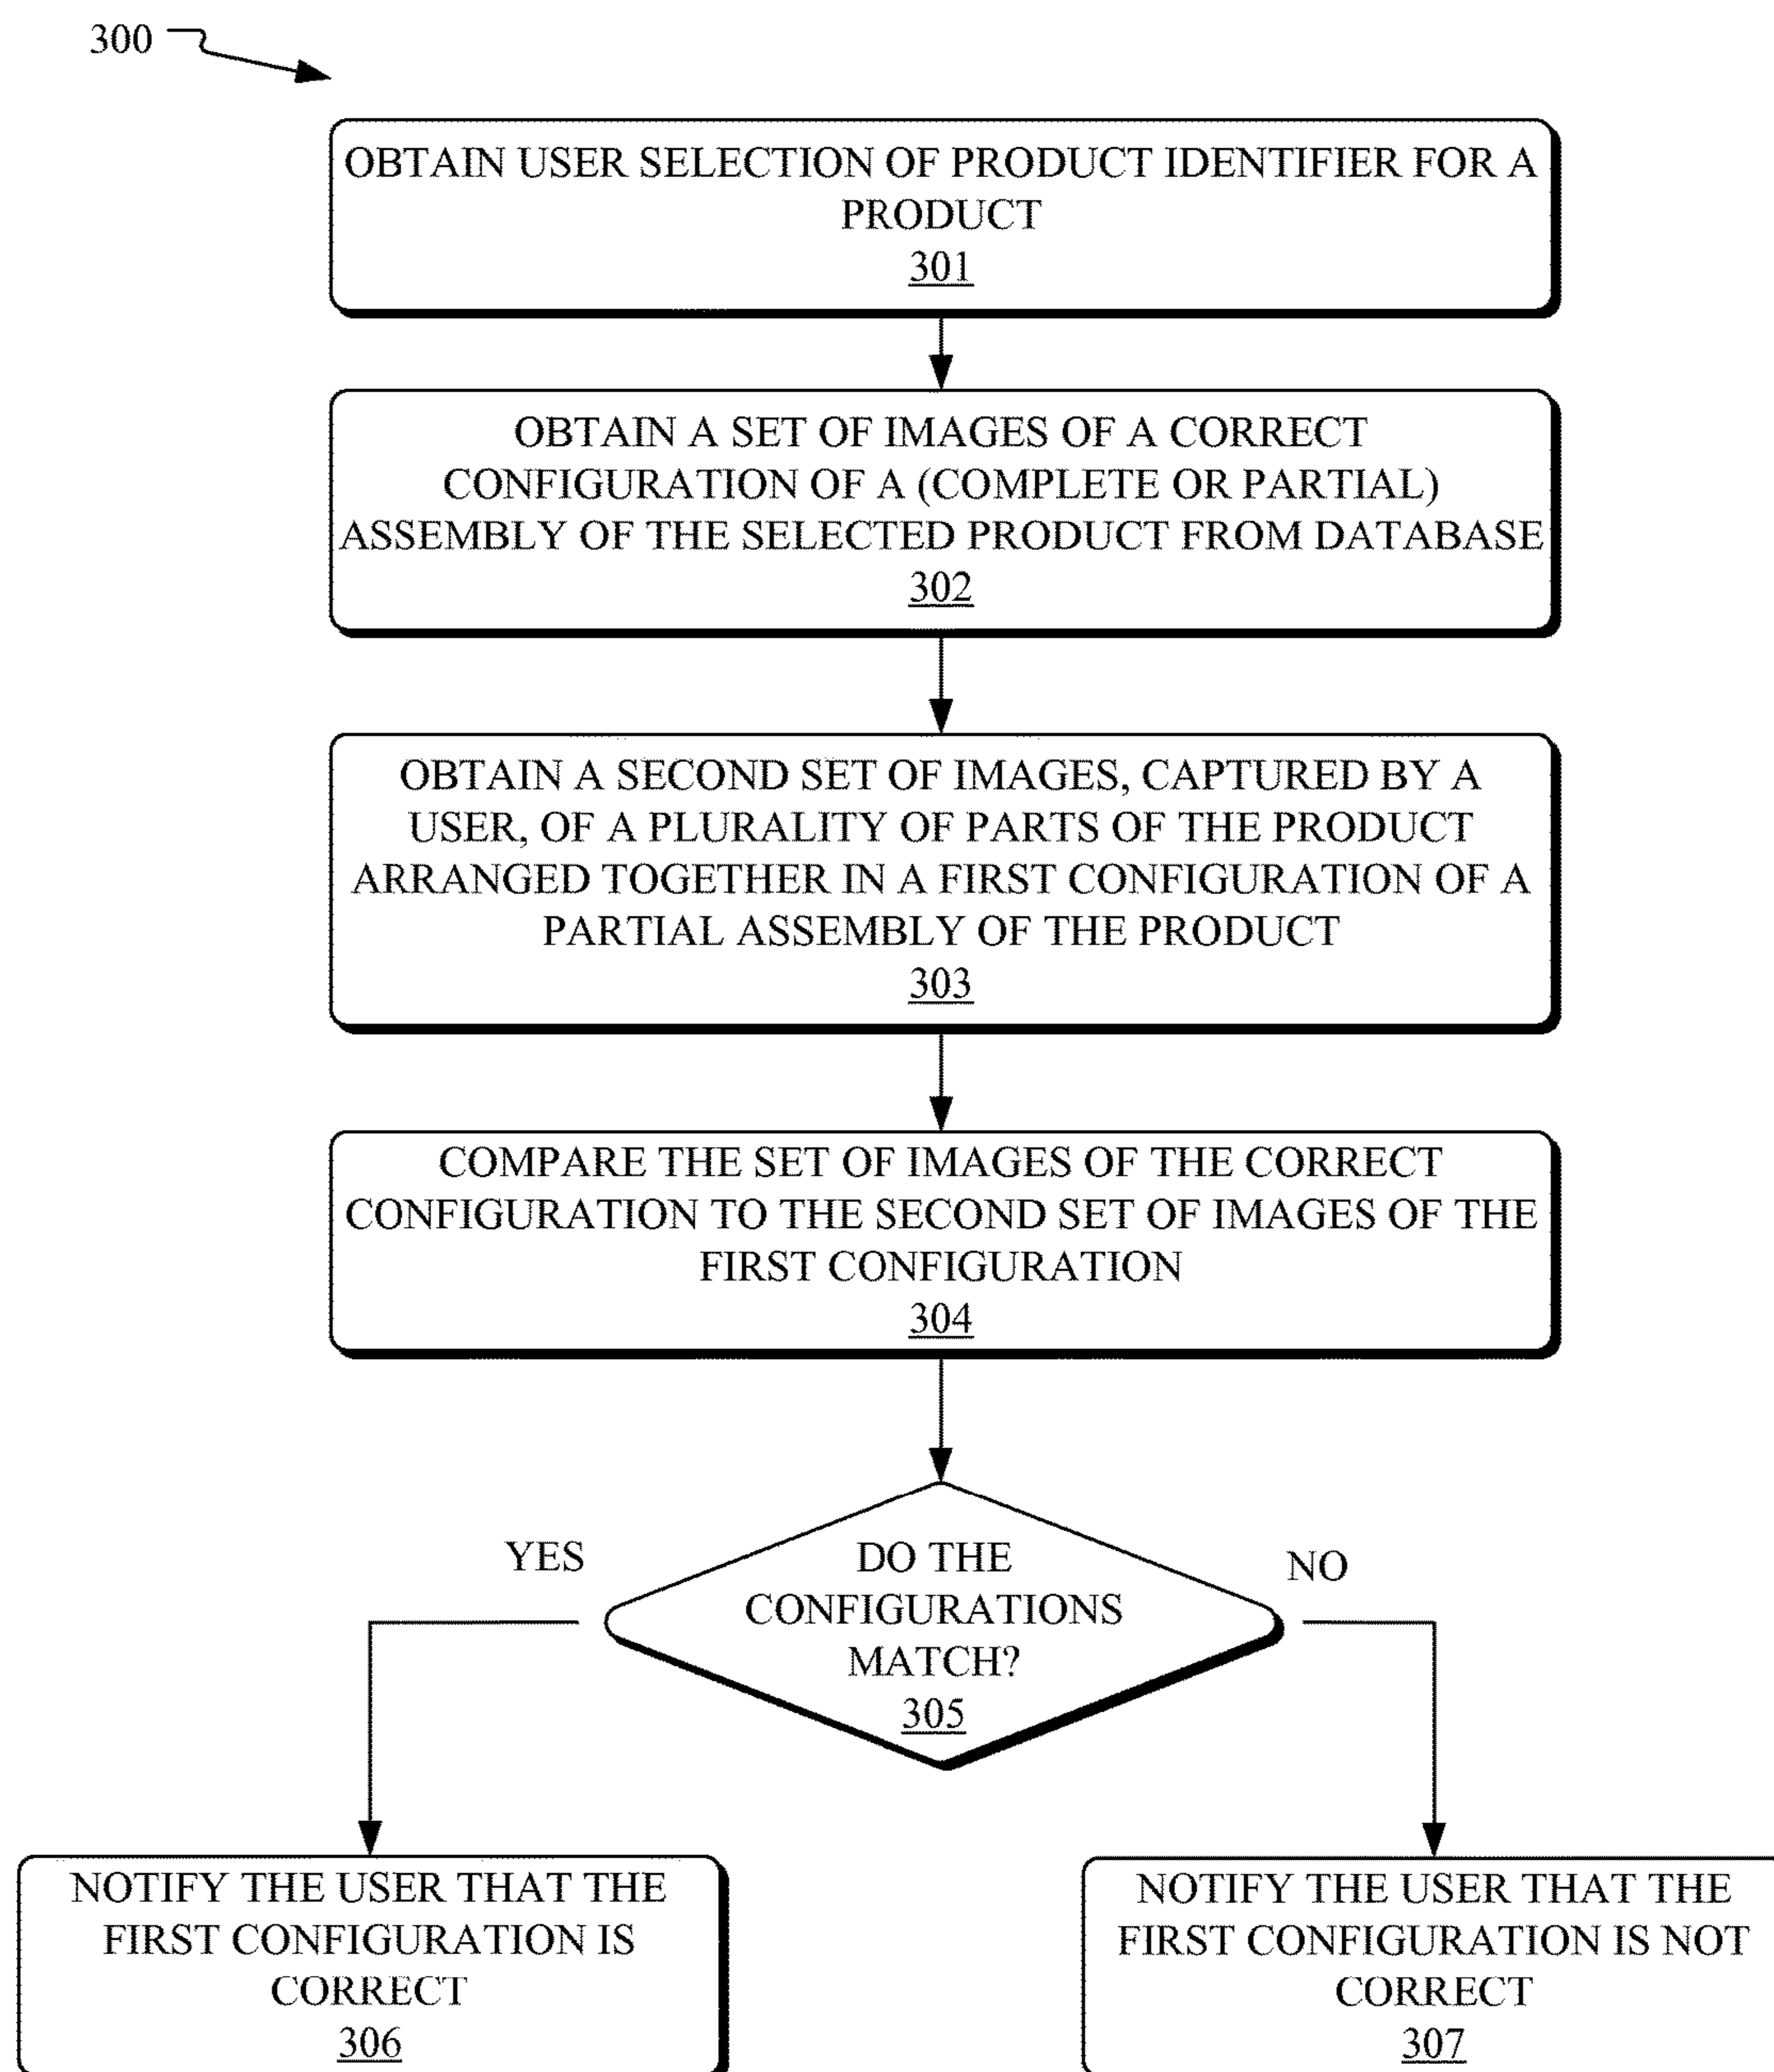 300
OBTAIN USER SELECTION OF PRODUCT IDENTIFIER FOR A
PRODUCT
301
OBTAIN A SET OF IMAGES OF A CORRECT
CONFIGURATION OF A (COMPLETE OR PARTIAL)
ASSEMBLY OF THE SELECTED PRODUCT FROM DATABASE
302
OBTAIN A SECOND SET OF IMAGES, CAPTURED BY A
USER, OF A PLURALITY OF PARTS OF THE PRODUCT
ARRANGED TOGETHER IN A FIRST CONFIGURATION OF A
PARTIAL ASSEMBLY OF THE PRODUCT
303
COMPARE THE SET OF IMAGES OF THE CORRECT
CONFIGURATION TO THE SECOND SET OF IMAGES OF THE
FIRST CONFIGURATION
304
YES
DO THE
CONFIGURATIONS
MATCH?
305
NO
NOTIFY THE USER THAT THE
FIRST CONFIGURATION IS
CORRECT
306
NOTIFY THE USER THAT THE
FIRST CONFIGURATION IS NOT
CORRECT
307